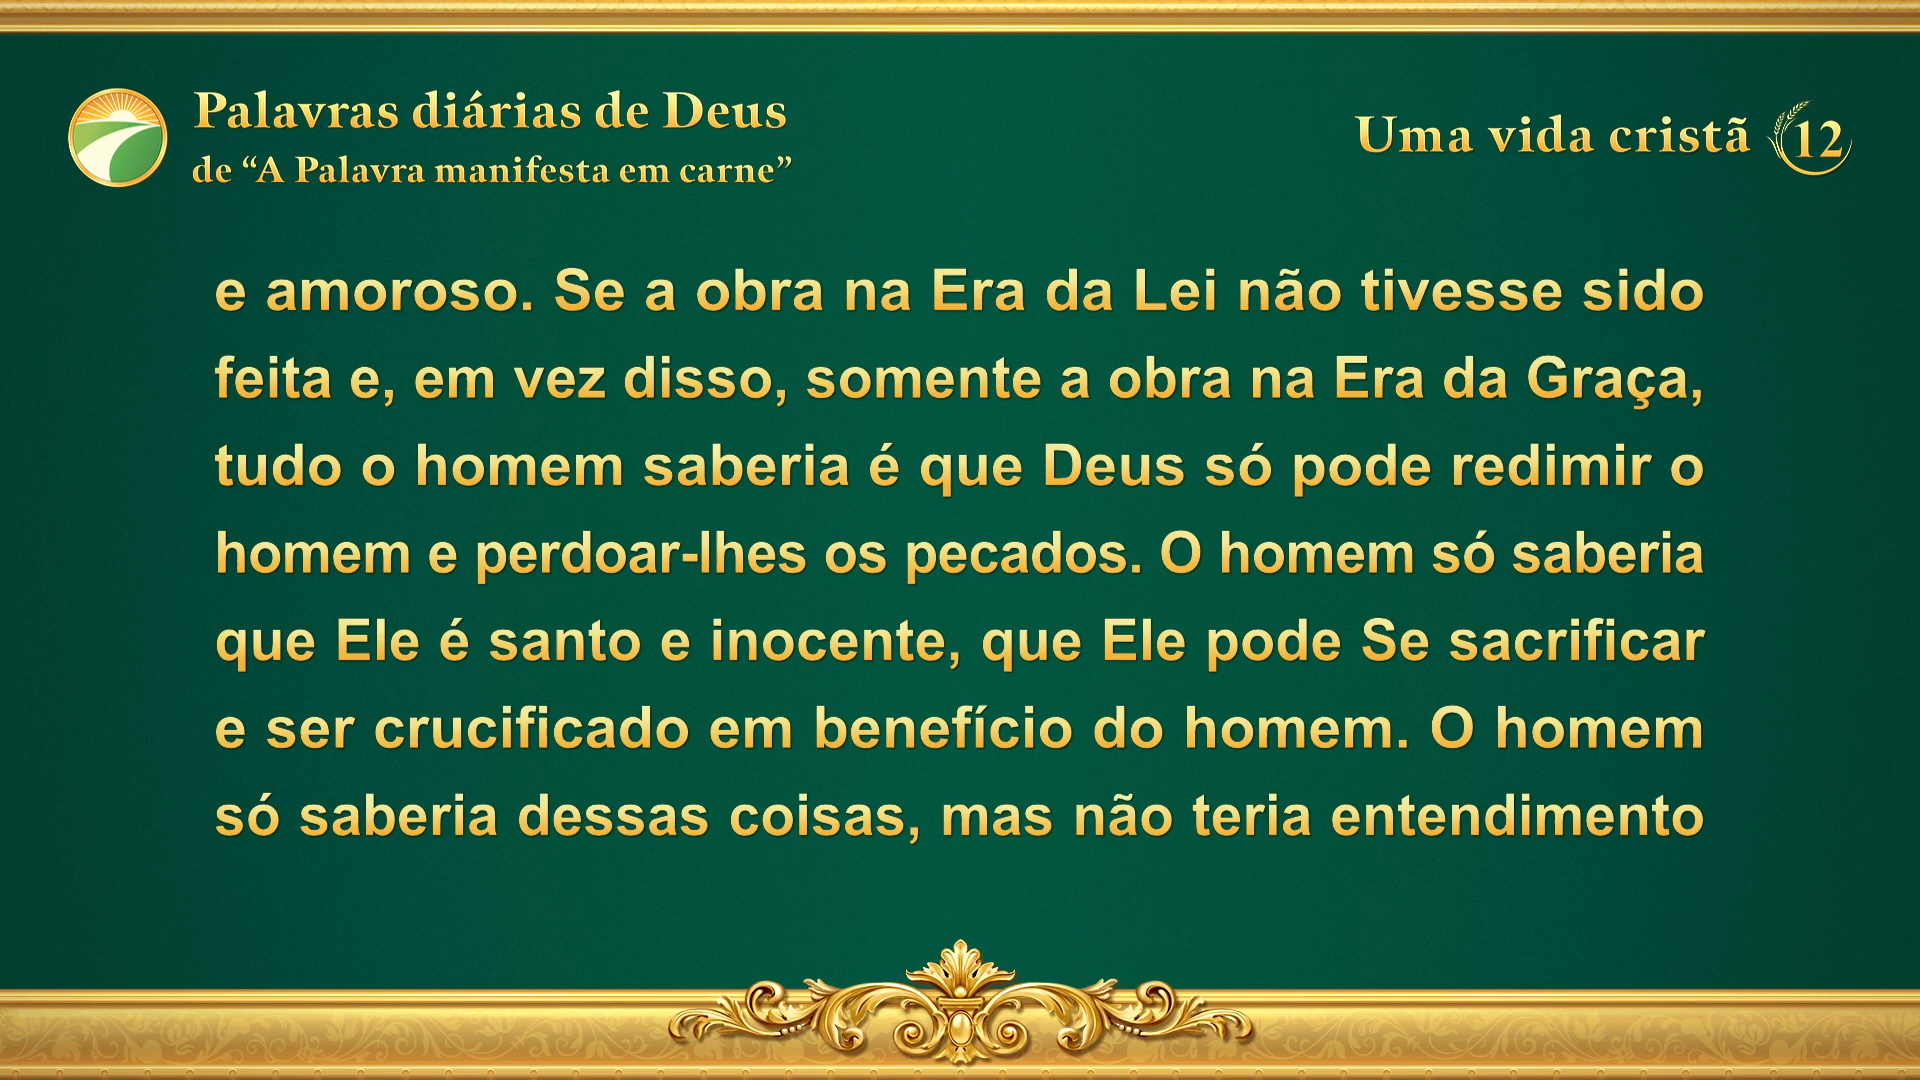 Palavras diárias de Deus
de “A Palavra manifesta em carne”
Uma vida cristã 12
e amoroso. Se a obra na Era da Lei não tivesse sido
feita e, em vez disso, somente a obra na Era da Graça,
tudo o homem saberia é que Deus só pode redimir o
homem e perdoar-lhes os pecados. O homem só saberia
que Ele é santo e inocente, que Ele pode Se sacrificar
e ser crucificado em benefício do homem. O homem
só saberia dessas coisas, mas não teria entendimento